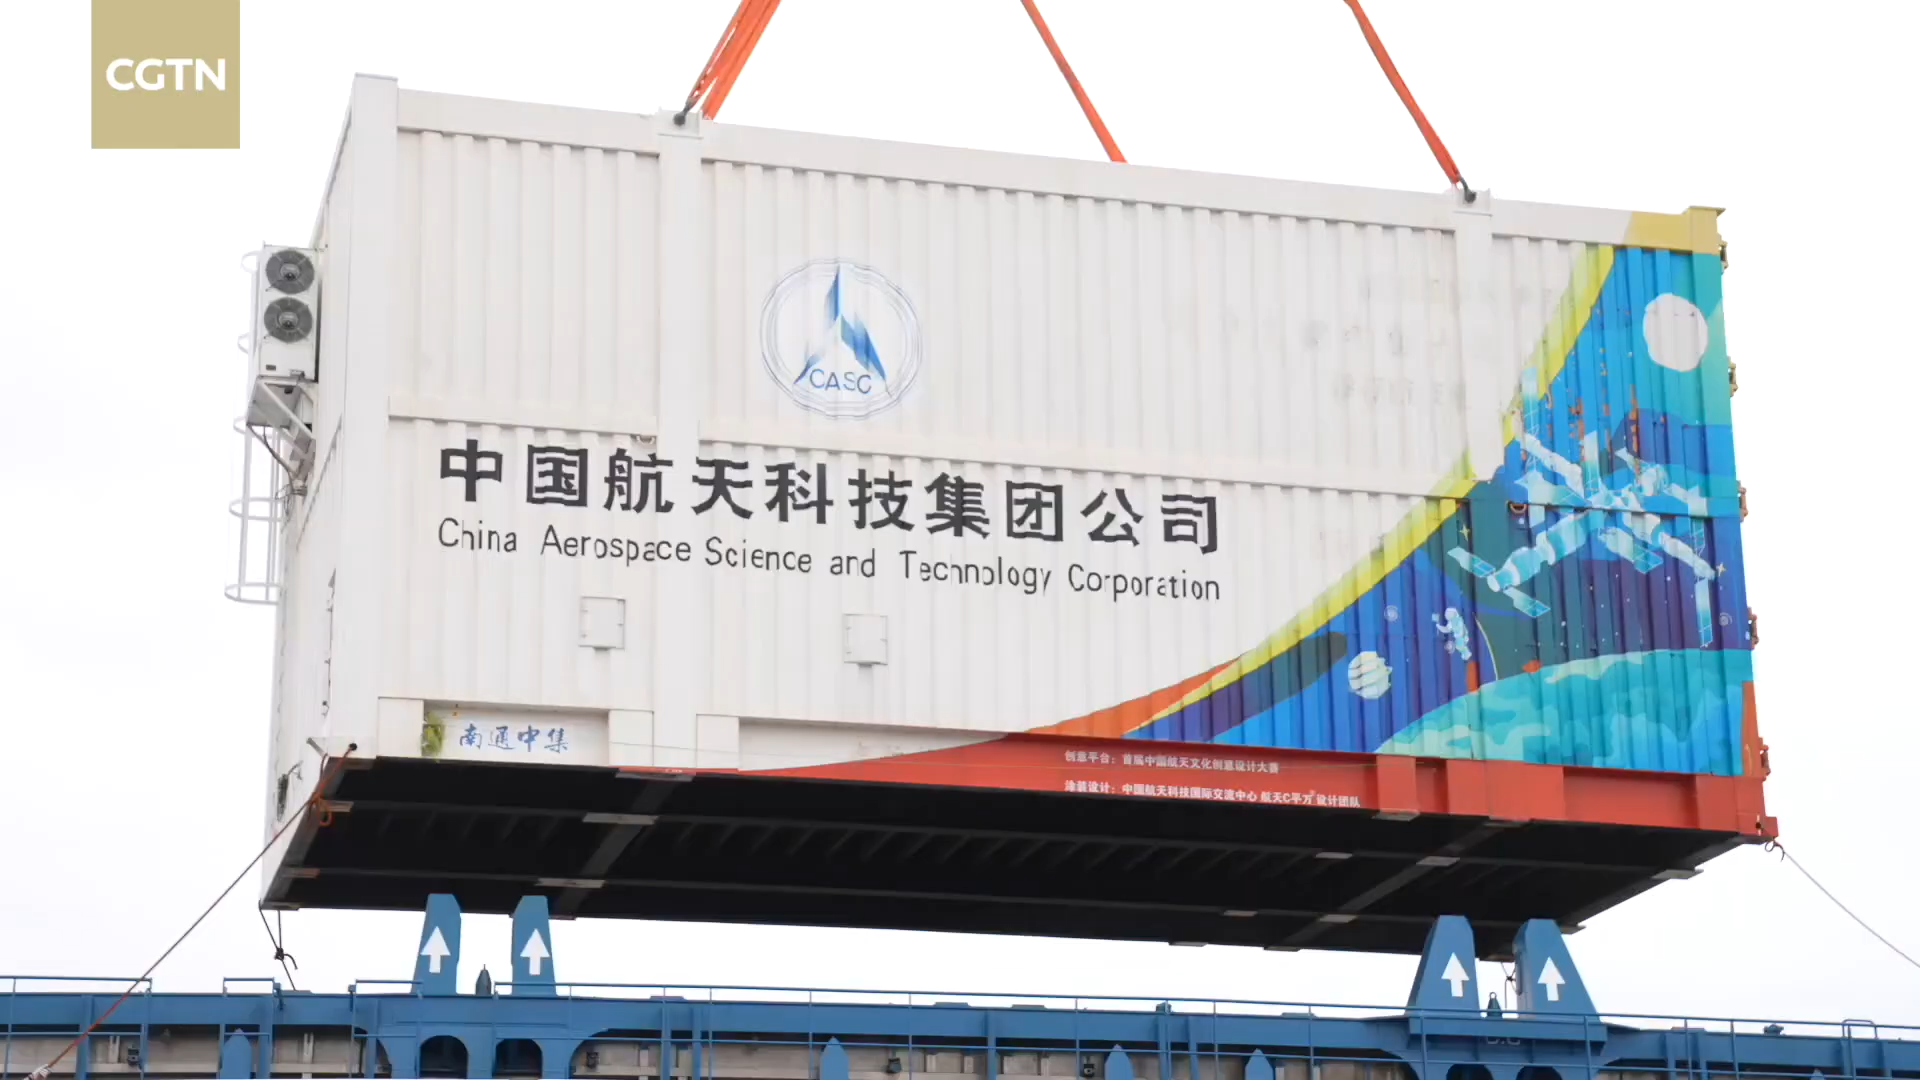 CGTN
CASC
中国航天科技集团公司
China Aerospace Science and Technology Corporation
南通中集
创意平台：首届中国航天文化创意设计大赛
涂装设计：中国航天科技国际交流中心 航天C平方设计团队